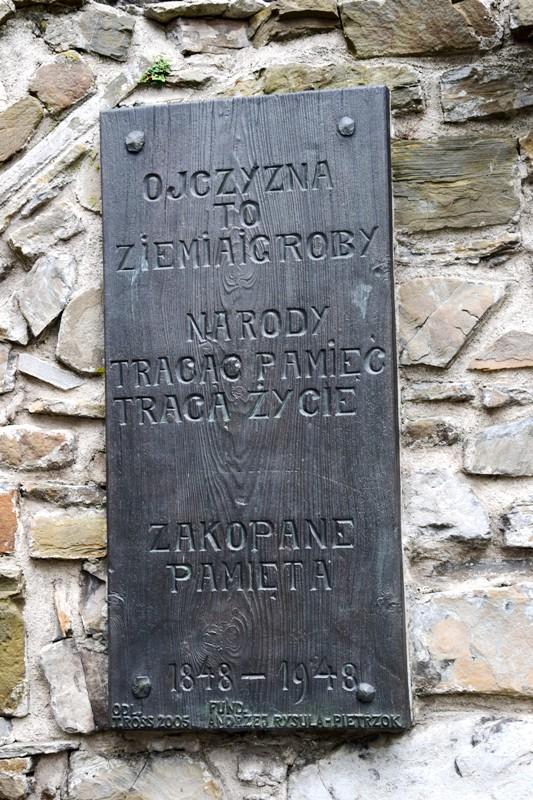 OJCZYZNA
TO
ZiEMIA i GROBY
NARODY
TRACĄC PAMiĘĆ
TRACĄ ŻYCIE
ZAKOPANE
PAMIĘTA
1848 – 1948
ODL.
T.ROSS 2005
FUND.
ANDRZEJ RYSULA-PIETRZOK